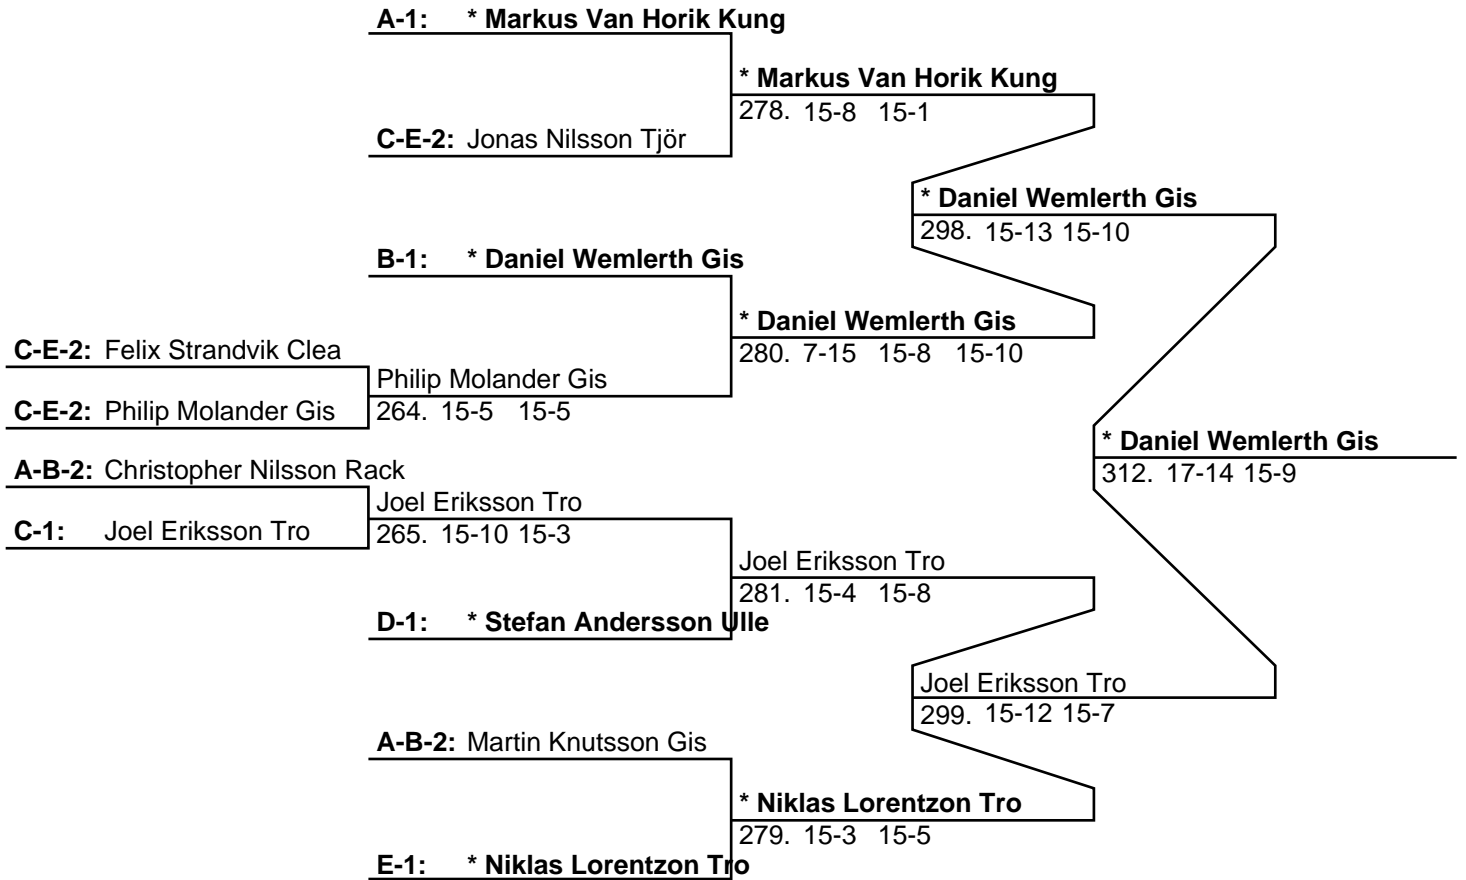 A-1: * Markus Van Horik Kung
* Markus Van Horik Kung
278. 15-8 15-1
C-E-2: Jonas Nilsson Tjör
* Daniel Wemlerth Gis
298. 15-13 15-10
B-1: * Daniel Wemlerth Gis
* Daniel Wemlerth Gis
280. 7-15 15-8 15-10
C-E-2: Felix Strandvik Clea
Philip Molander Gis
264. 15-5 15-5
C-E-2: Philip Molander Gis
* Daniel Wemlerth Gis
312. 17-14 15-9
A-B-2: Christopher Nilsson Rack
Joel Eriksson Tro
265. 15-10 15-3
C-1: Joel Eriksson Tro
Joel Eriksson Tro
281. 15-4 15-8
D-1: * Stefan Andersson Ulle
Joel Eriksson Tro
299. 15-12 15-7
A-B-2: Martin Knutsson Gis
* Niklas Lorentzon Tro
279. 15-3 15-5
E-1: * Niklas Lorentzon Tro